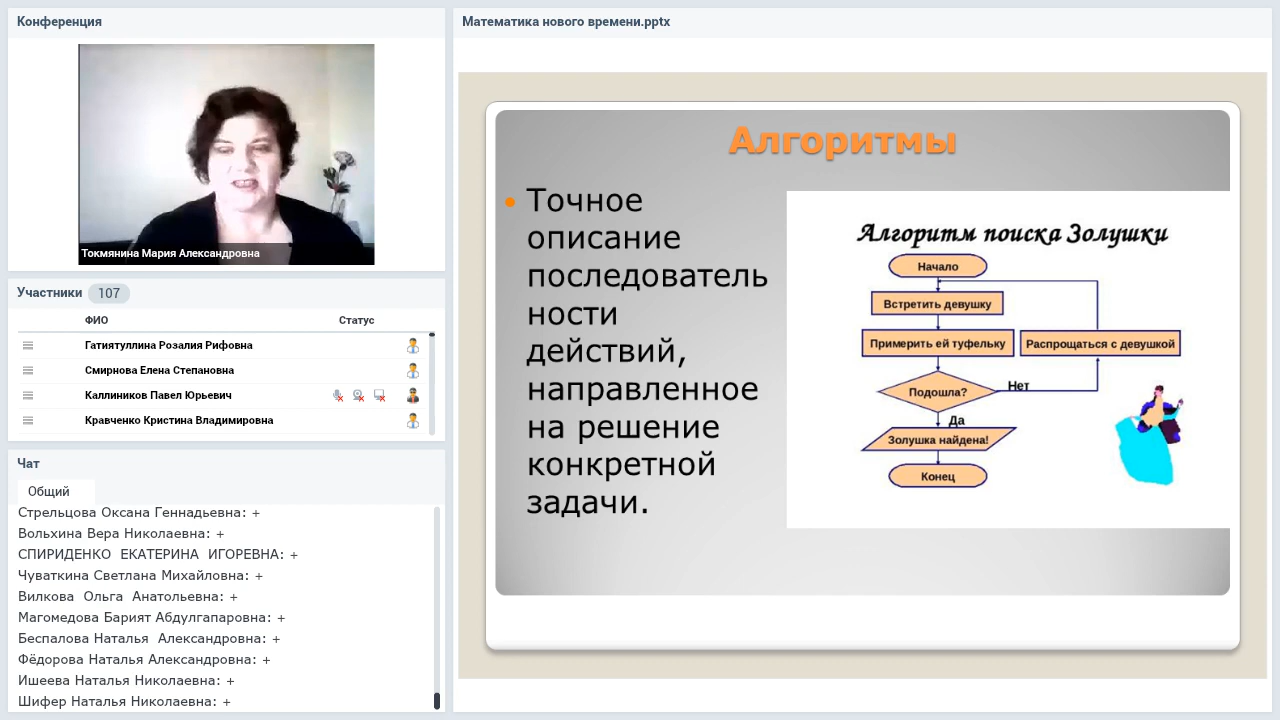 Конференция
Токмянина Мария Александровна
Участники 107
ФИО Статус
Гатиятуллина Розалия Рифовна
Смирнова Елена Степановна
Каллиников Павел Юрьевич
Кравченко Кристина Владимировна
Чат
Общий
Стрельцова Оксана Геннадьевна: +
Вольхина Вера Николаевна: +
СПИРИДЕНКО ЕКАТЕРИНА ИГОРЕВНА: +
Чуваткина Светлана Михайловна: +
Вилкова Ольга Анатольевна: +
Магомедова Барият Абдулгапаровна: +
Беспалова Наталья Александровна: +
Фёдорова Наталья Александровна: +
Ишеева Наталья Николаевна: +
Шифер Наталья Николаевна: +
Математика нового времени.pptx
Алгоритмы
• Точное
описание
последователь
ности
действий,
направленное
на решение
конкретной
задачи.
Алгоритм поиска Золушки
Начало
Встретить девушку
Примерить ей туфельку
Распрощаться с девушкой
Подошла?
Нет
Да
Золушка найдена!
Конец